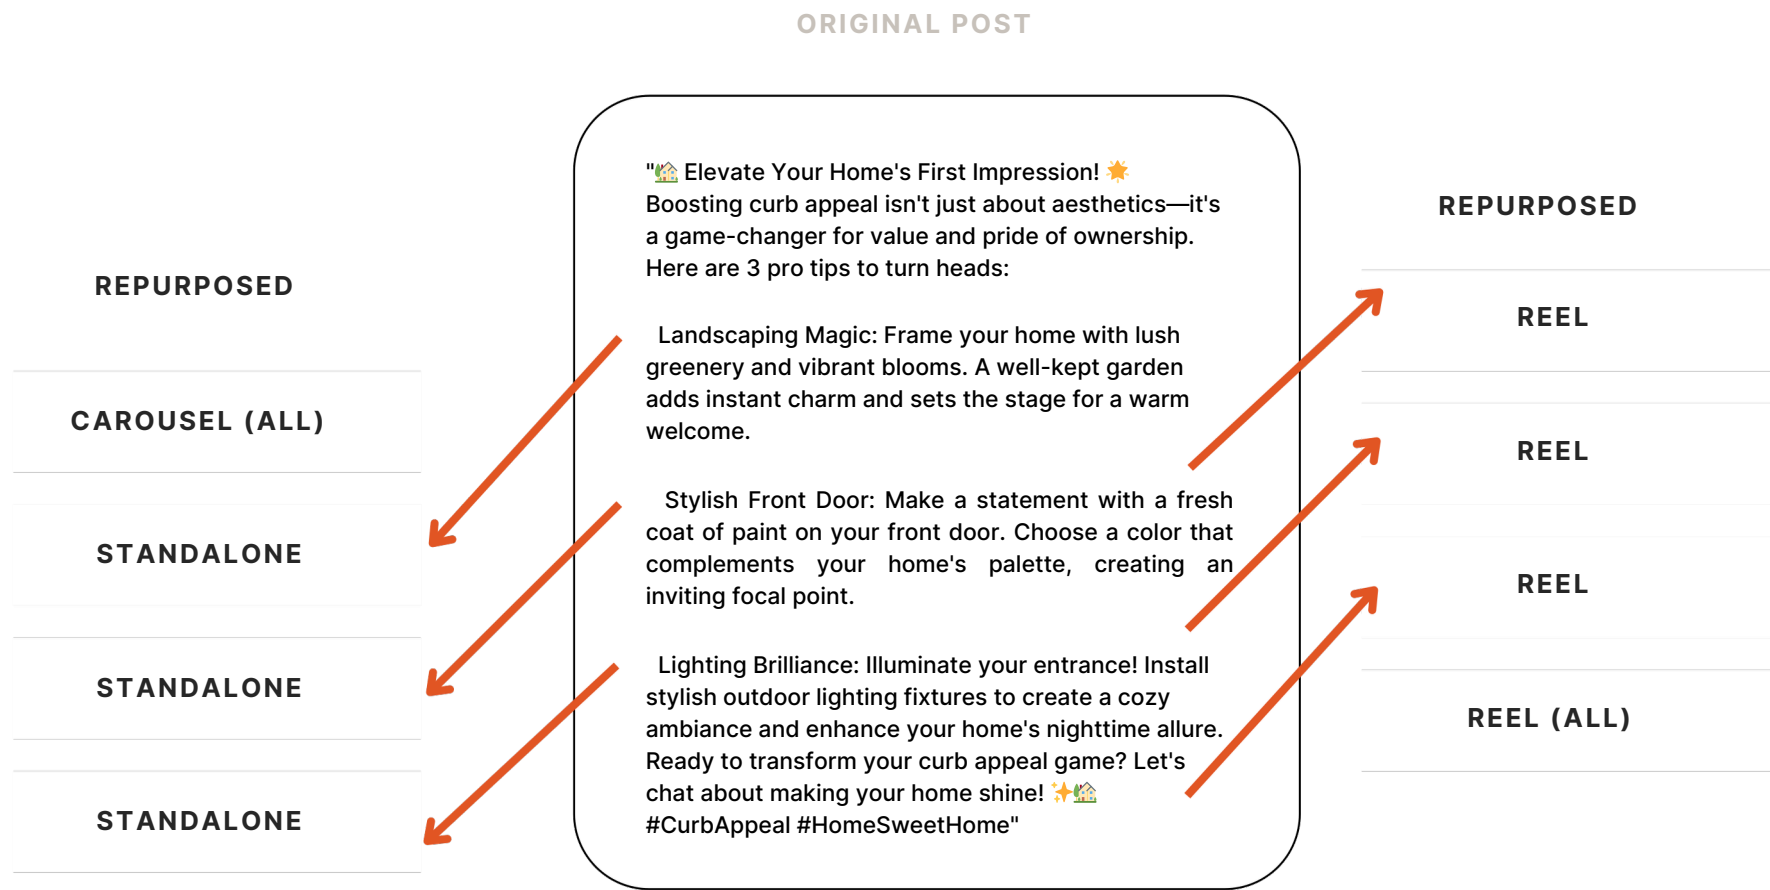 ORIGINAL POST
REPURPOSED
CAROUSEL (ALL)
STANDALONE
STANDALONE
STANDALONE
"🏡 Elevate Your Home's First Impression! 🌟
Boosting curb appeal isn't just about aesthetics—it's
a game-changer for value and pride of ownership.
Here are 3 pro tips to turn heads:
Landscaping Magic: Frame your home with lush
greenery and vibrant blooms. A well-kept garden
adds instant charm and sets the stage for a warm
welcome.
Stylish Front Door: Make a statement with a fresh
coat of paint on your front door. Choose a color that
complements your home's palette, creating an
inviting focal point.
Lighting Brilliance: Illuminate your entrance! Install
stylish outdoor lighting fixtures to create a cozy
ambiance and enhance your home's nighttime allure.
Ready to transform your curb appeal game? Let's
chat about making your home shine! ✨🏡
#CurbAppeal #HomeSweetHome"
REPURPOSED
REEL
REEL
REEL
REEL (ALL)